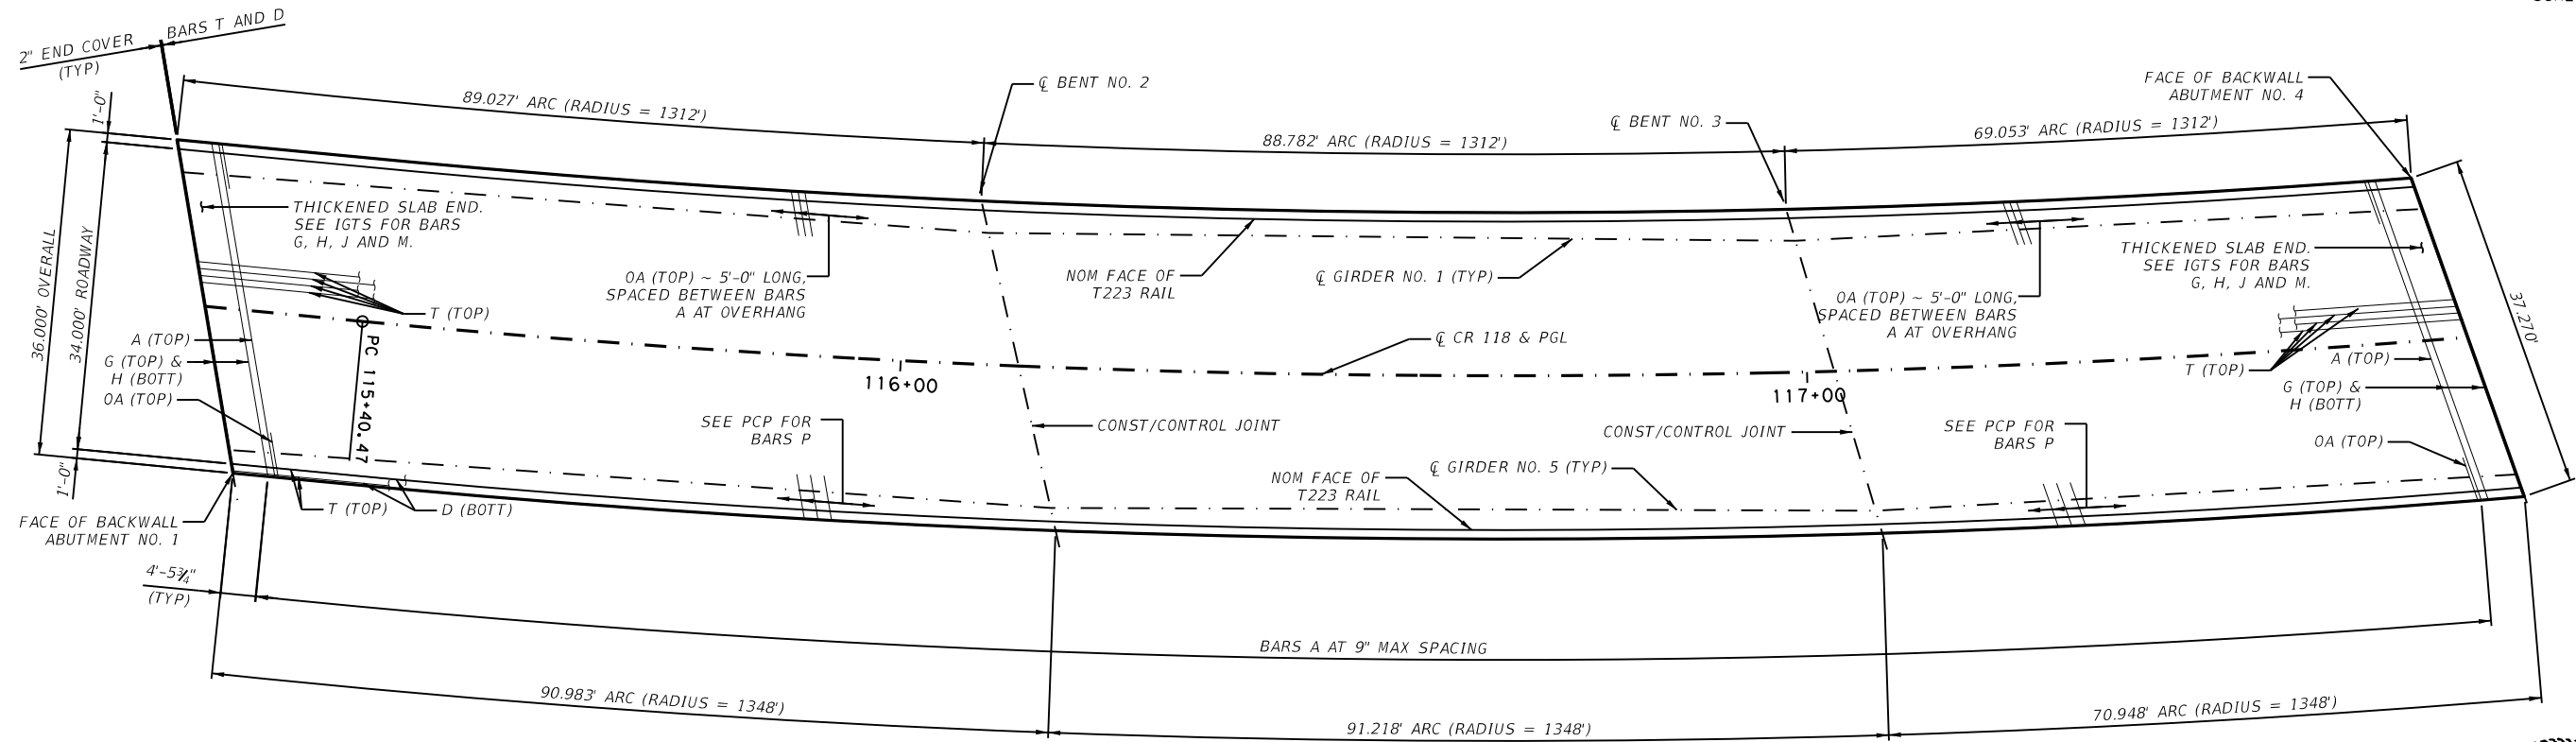 BARS T AND D
2" END COVER
(TYP)
1'-0"
89.027' ARC (RADIUS = 1312')
℄ BENT NO. 2
88.782' ARC (RADIUS = 1312')
℄ BENT NO. 3
69.053' ARC (RADIUS = 1312')
FACE OF BACKWALL
ABUTMENT NO. 4
36.000' OVERALL
34.000' ROADWAY
1'-0"
THICKENED SLAB END.
SEE IGTS FOR BARS
G, H, J AND M.
OA (TOP) ~ 5'-0" LONG,
SPACED BETWEEN BARS
A AT OVERHANG
NOM FACE OF
T223 RAIL
℄ GIRDER NO. 1 (TYP)
OA (TOP) ~ 5'-0" LONG,
SPACED BETWEEN BARS
A AT OVERHANG
THICKENED SLAB END.
SEE IGTS FOR BARS
G, H, J AND M.
37.270'
T (TOP)
A (TOP)
G (TOP) &
H (BOTT)
OA (TOP)
PC 115+40.47
116+00
℄ CR 118 & PGL
117+00
T (TOP)
A (TOP)
G (TOP) &
H (BOTT)
OA (TOP)
SEE PCP FOR
BARS P
CONST/CONTROL JOINT
CONST/CONTROL JOINT
SEE PCP FOR
BARS P
NOM FACE OF
T223 RAIL
℄ GIRDER NO. 5 (TYP)
T (TOP)
D (BOTT)
FACE OF BACKWALL
ABUTMENT NO. 1
4'-5¾"
(TYP)
BARS A AT 9" MAX SPACING
90.983' ARC (RADIUS = 1348')
91.218' ARC (RADIUS = 1348')
70.948' ARC (RADIUS = 1348')